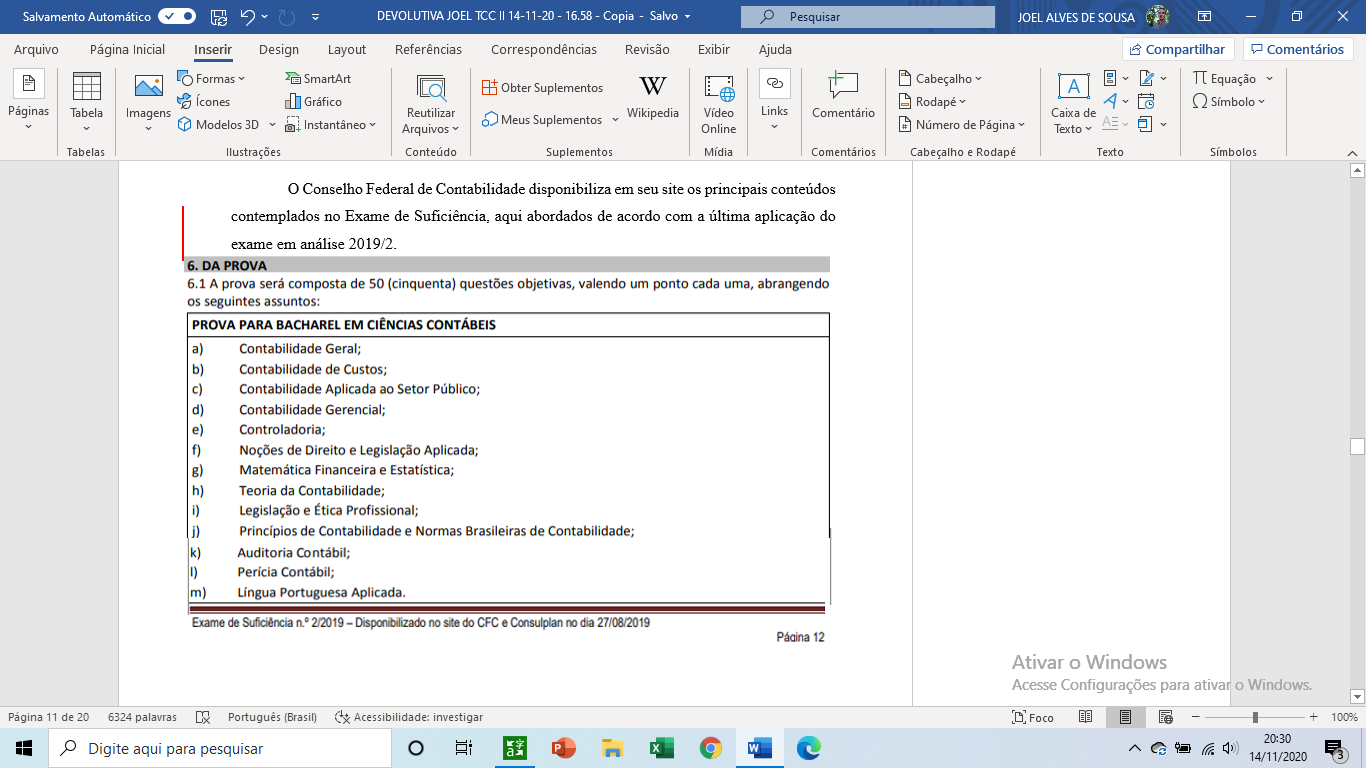 Salvamento Automático
DEVOLUTIVA JOEL TCC II 14-11-20 - 16.58 - Copia - Salvo
Pesquisar
JOEL ALVES DE SOUSA
Arquivo Página Inicial Inserir Design Layout Referências Correspondências Revisão Exibir Ajuda
Compartilhar Comentários
Páginas
Tabela
Tabelas
Imagens
Formas
Ícones
Modelos 3D
SmartArt
Gráfico
Instantâneo
Ilustrações
Reutilizar
Arquivos
Conteúdo
Obter Suplementos
Meus Suplementos
W
Wikipedia
Suplementos
Vídeo
Online
Mídia
Links
Comentário
Comentários
Cabeçalho
Rodapé
Número de Página
Cabeçalho e Rodapé
A
Caixa de
Texto
Texto
Equação
Símbolo
Símbolos
O Conselho Federal de Contabilidade disponibiliza em seu site os principais conteúdos
contemplados no Exame de Suficiência, aqui abordados de acordo com a última aplicação do
exame em análise 2019/2.
6. DA PROVA
6.1 A prova será composta de 50 (cinquenta) questões objetivas, valendo um ponto cada uma, abrangendo
os seguintes assuntos:
PROVA PARA BACHAREL EM CIÊNCIAS CONTÁBEIS
a) Contabilidade Geral;
b) Contabilidade de Custos;
c) Contabilidade Aplicada ao Setor Público;
d) Contabilidade Gerencial;
e) Controladoria;
f) Noções de Direito e Legislação Aplicada;
g) Matemática Financeira e Estatística;
h) Teoria da Contabilidade;
i) Legislação e Ética Profissional;
j) Princípios de Contabilidade e Normas Brasileiras de Contabilidade;
k) Auditoria Contábil;
l) Perícia Contábil;
m) Língua Portuguesa Aplicada.
Exame de Suficiência n.º 2/2019 – Disponibilizado no site do CFC e Consulplan no dia 27/08/2019
Página 12
Ativar o Windows
Acesse Configurações para ativar o Windows.
Página 11 de 20 6324 palavras Português (Brasil) Acessibilidade: investigar
Foco
100%
Digite aqui para pesquisar
20:30
14/11/2020
3